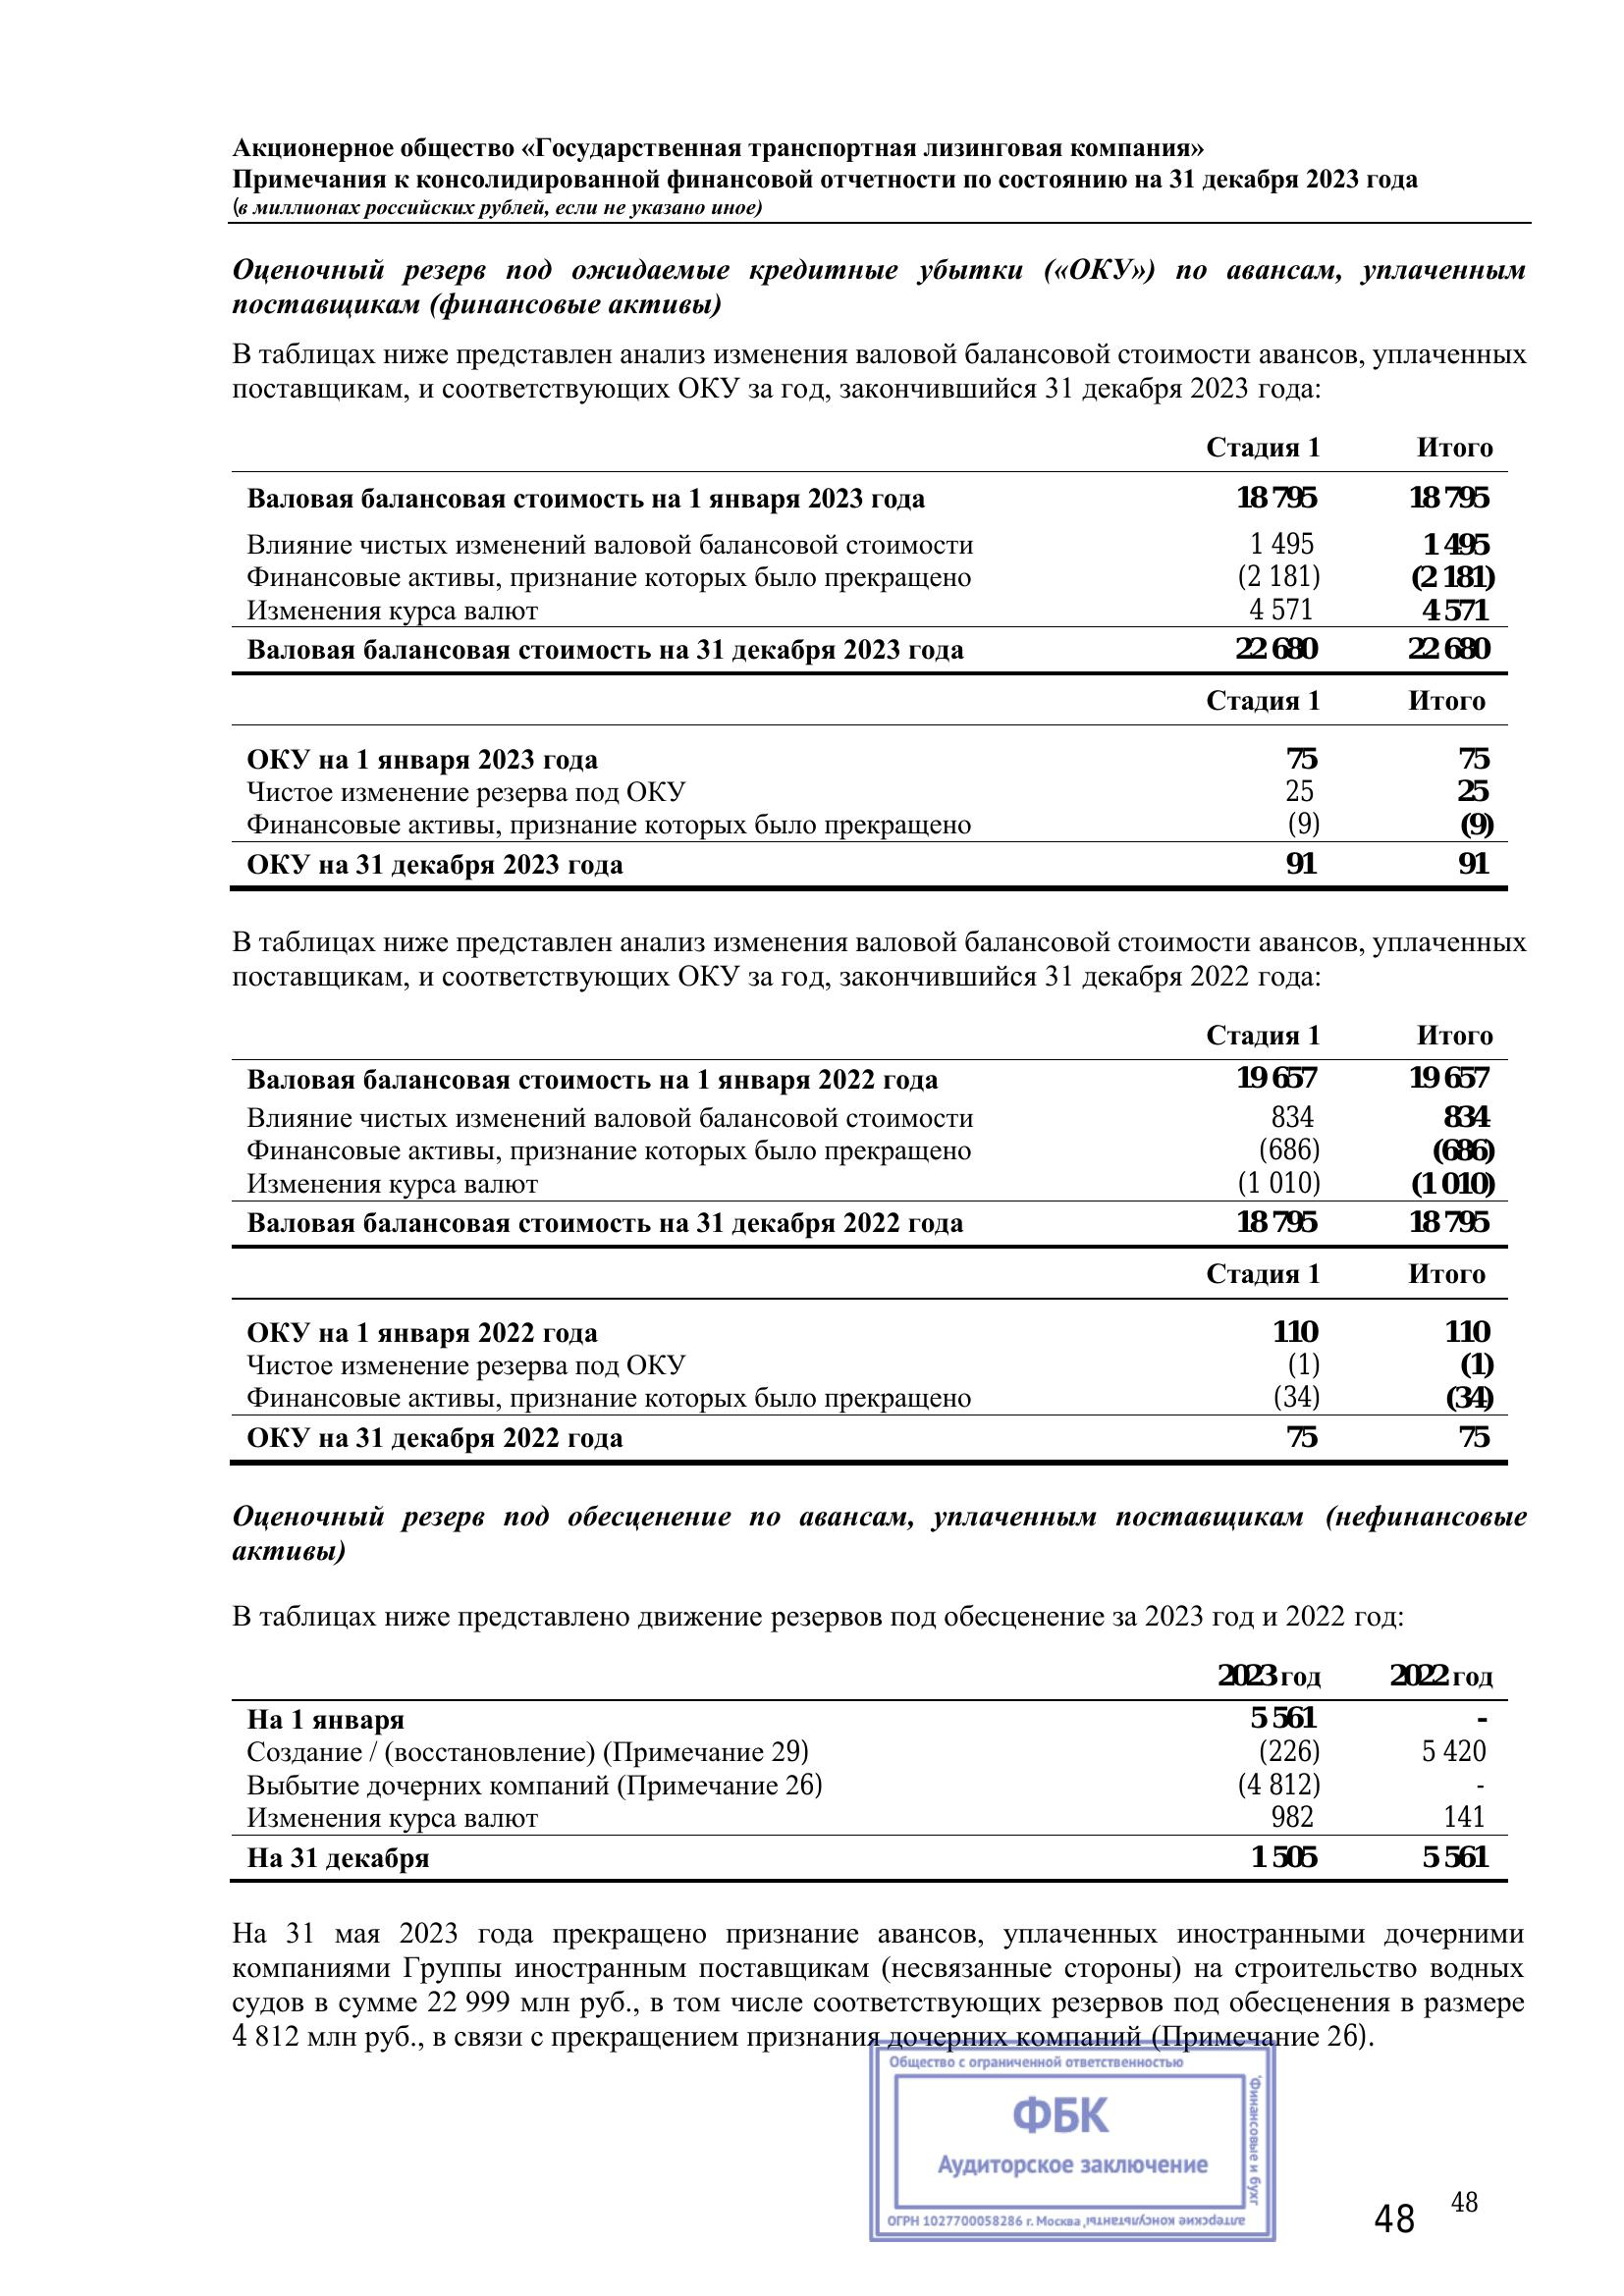 Акционерное общество «Государственная транспортная лизинговая компания»
Примечания к консолидированной финансовой отчетности по состоянию на 31 декабря 2023 года
(в миллионах российских рублей, если не указано иное)
Оценочный резерв под ожидаемые кредитные убытки («ОКУ») по авансам, уплаченным
поставщикам (финансовые активы)
В таблицах ниже представлен анализ изменения валовой балансовой стоимости авансов, уплаченных
поставщикам, и соответствующих ОКУ за год, закончившийся 31 декабря 2023 года:
Стадия 1 Итого
Валовая балансовая стоимость на 1 января 2023 года 18 795 18 795
Влияние чистых изменений валовой балансовой стоимости 1 495 1 495
Финансовые активы, признание которых было прекращено (2 181) (2 181)
Изменения курса валют 4 571 4 571
Валовая балансовая стоимость на 31 декабря 2023 года 22 680 22 680
Стадия 1 Итого
ОКУ на 1 января 2023 года 75 75
Чистое изменение резерва под ОКУ 25 25
Финансовые активы, признание которых было прекращено (9) (9)
ОКУ на 31 декабря 2023 года 91 91
В таблицах ниже представлен анализ изменения валовой балансовой стоимости авансов, уплаченных
поставщикам, и соответствующих ОКУ за год, закончившийся 31 декабря 2022 года:
Стадия 1 Итого
Валовая балансовая стоимость на 1 января 2022 года 19 657 19 657
Влияние чистых изменений валовой балансовой стоимости 834 834
Финансовые активы, признание которых было прекращено (686) (686)
Изменения курса валют (1 010) (1 010)
Валовая балансовая стоимость на 31 декабря 2022 года 18 795 18 795
Стадия 1 Итого
ОКУ на 1 января 2022 года 110 110
Чистое изменение резерва под ОКУ (1) (1)
Финансовые активы, признание которых было прекращено (34) (34)
ОКУ на 31 декабря 2022 года 75 75
Оценочный резерв под обесценение по авансам, уплаченным поставщикам (нефинансовые
активы)
В таблицах ниже представлено движение резервов под обесценение за 2023 год и 2022 год:
2023 год 2022 год
На 1 января 5 561 -
Создание / (восстановление) (Примечание 29) (226) 5 420
Выбытие дочерних компаний (Примечание 26) (4 812) -
Изменения курса валют 982 141
На 31 декабря 1 505 5 561
На 31 мая 2023 года прекращено признание авансов, уплаченных иностранными дочерними
компаниями Группы иностранным поставщикам (несвязанные стороны) на строительство водных
судов в сумме 22 999 млн руб., в том числе соответствующих резервов под обесценения в размере
4 812 млн руб., в связи с прекращением признания дочерних компаний (Примечание 26).
Общество с ограниченной ответственностью
"Финансовые и бухг
алтерские консультанты"
ФБК
Аудиторское заключение
ОГРН 1027700058286 г. Москва
48
48